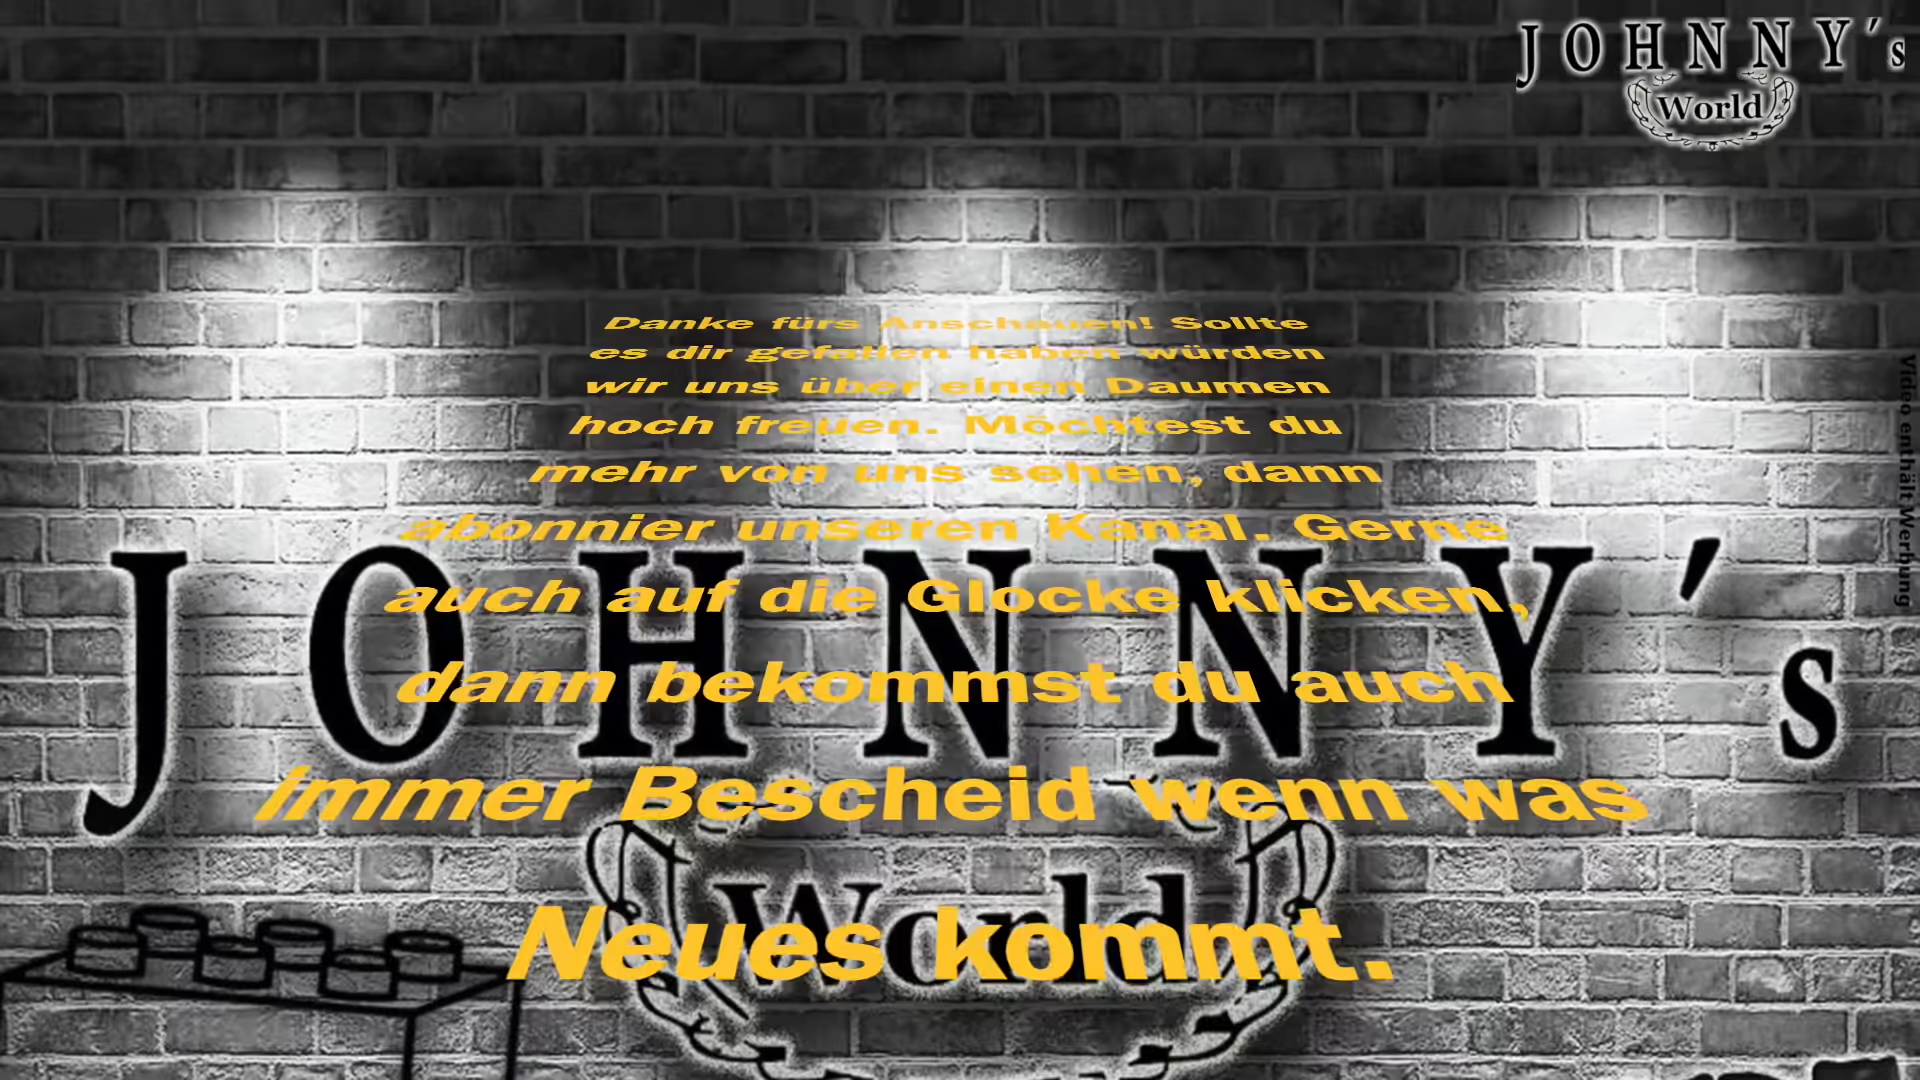 JOHNNY´s
World
Danke fürs Anschauen! Sollte
es dir gefallen haben würden
wir uns über einen Daumen
hoch freuen. Möchtest du
mehr von uns sehen, dann
abonnier unseren Kanal. Gerne
auch auf die Glocke klicken,
dann bekommst du auch
immer Bescheid wenn was
Neues kommt.
JOHNNY´s
World
Video enthält Werbung